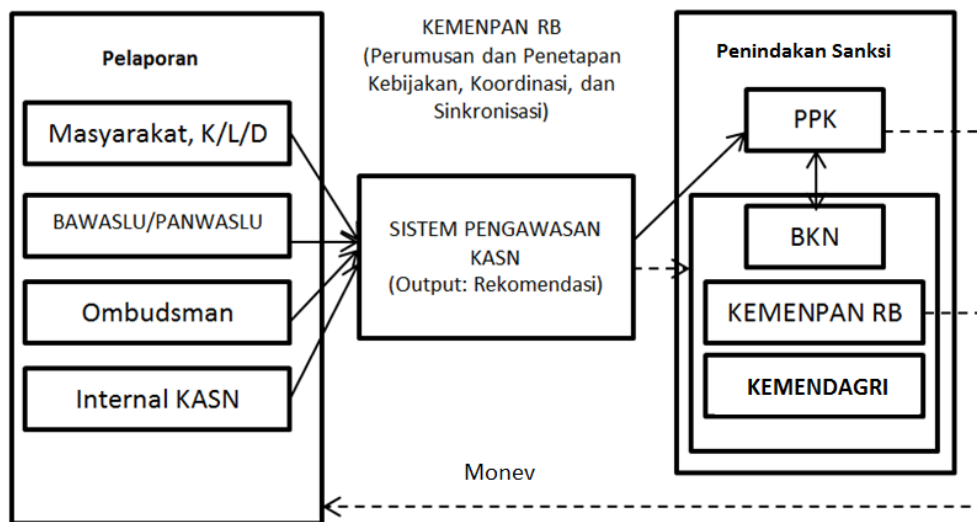 Pelaporan
Masyarakat, K/L/D
BAWASLU/PANWASLU
Ombudsman
Internal KASN
KEMENPAN RB
(Perumusan dan Penetapan
Kebijakan, Koordinasi, dan
Sinkronisasi)
SISTEM PENGAWASAN
KASN
(Output: Rekomendasi)
Penindakan Sanksi
PPK
BKN
KEMENPAN RB
KEMENDAGRI
Monev